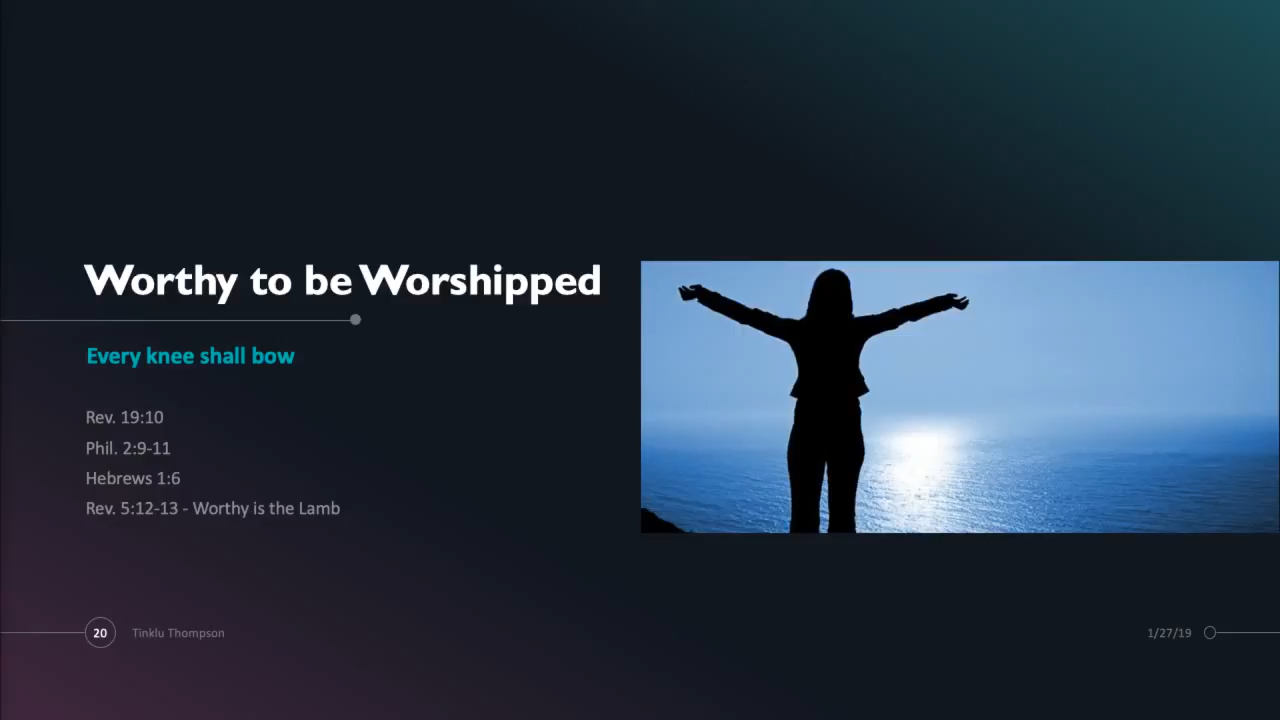 Worthy to be Worshipped
Every knee shall bow
Rev. 19:10
Phil. 2:9-11
Hebrews 1:6
Rev. 5:12-13 - Worthy is the Lamb
20
Tinklu Thompson
1/27/19